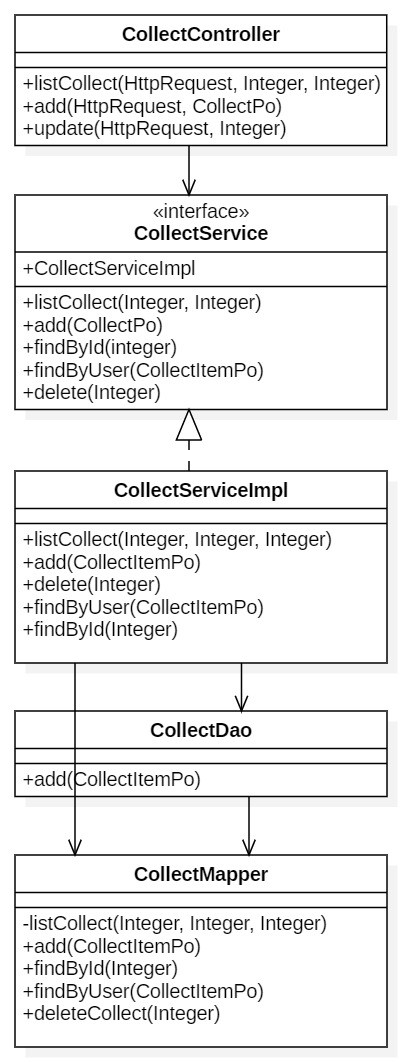 CollectController
+listCollect(HttpRequest, Integer, Integer)
+add(HttpRequest, CollectPo)
+update(HttpRequest, Integer)
«interface»
CollectService
+CollectServiceImpl
+listCollect(Integer, Integer)
+add(CollectPo)
+findById(integer)
+findByUser(CollectItemPo)
+delete(Integer)
CollectServiceImpl
+listCollect(Integer, Integer, Integer)
+add(CollectItemPo)
+delete(Integer)
+findByUser(CollectItemPo)
+findById(Integer)
CollectDao
+add(CollectItemPo)
CollectMapper
-listCollect(Integer, Integer, Integer)
+add(CollectItemPo)
+findById(Integer)
+findByUser(CollectItemPo)
+deleteCollect(Integer)